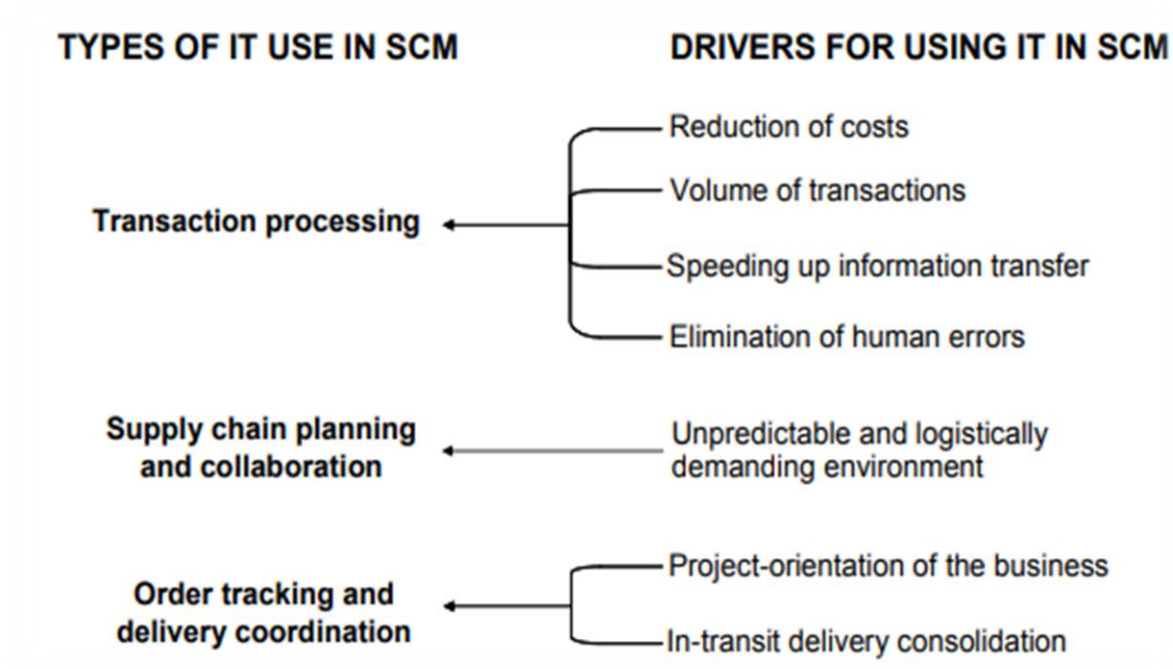 TYPES OF IT USE IN SCM
DRIVERS FOR USING IT IN SCM
Transaction processing
Reduction of costs
Volume of transactions
Speeding up information transfer
Elimination of human errors
Supply chain planning
and collaboration
Unpredictable and logistically
demanding environment
Order tracking and
delivery coordination
Project-orientation of the business
In-transit delivery consolidation